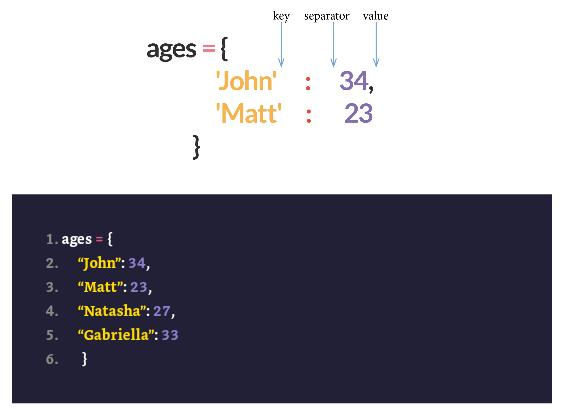 key separator value
ages = {
'John' : 34,
'Matt' : 23
}
1. ages = {
2. “John”: 34,
3. “Matt”: 23,
4. “Natasha”: 27,
5. “Gabriella”: 33
6. }